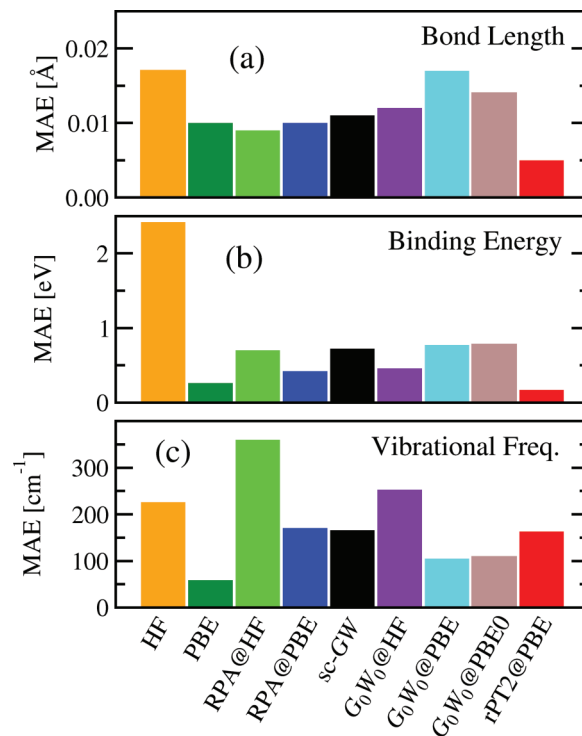 (a)
Bond Length
MAE [Å]
0.02
0.01
0.00
(b)
Binding Energy
MAE [eV]
2
1
0
(c)
Vibrational Freq.
MAE [cm⁻¹]
300
200
100
0
HF
PBE
RPA@HF
RPA@PBE
sc-GW
G₀W₀@HF
G₀W₀@PBE
G₀W₀@PBE0
rPT2@PBE